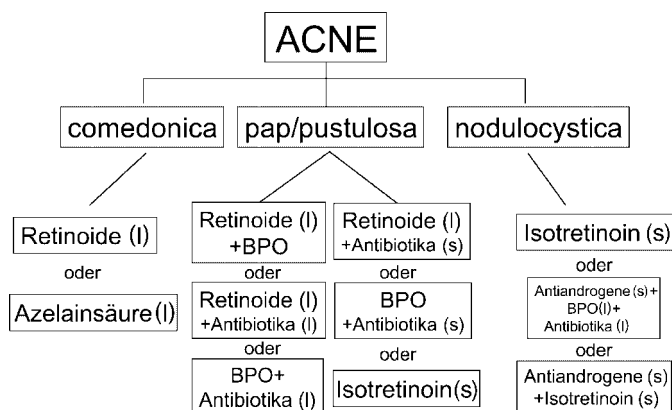 ACNE
comedonica
pap/pustulosa
nodulocystica
Retinoide (l)
oder
Azelainsäure (l)
Retinoide (l)
+BPO
oder
Retinoide (l)
+Antibiotika (l)
oder
BPO+
Antibiotika (l)
Retinoide (l)
+Antibiotika (s)
oder
BPO
+Antibiotika (s)
oder
Isotretinoin (s)
Isotretinoin (s)
oder
Antiandrogene (s)+
BPO(l)+
Antibiotika (l)
oder
Antiandrogene (s)
+Isotretinoin (s)